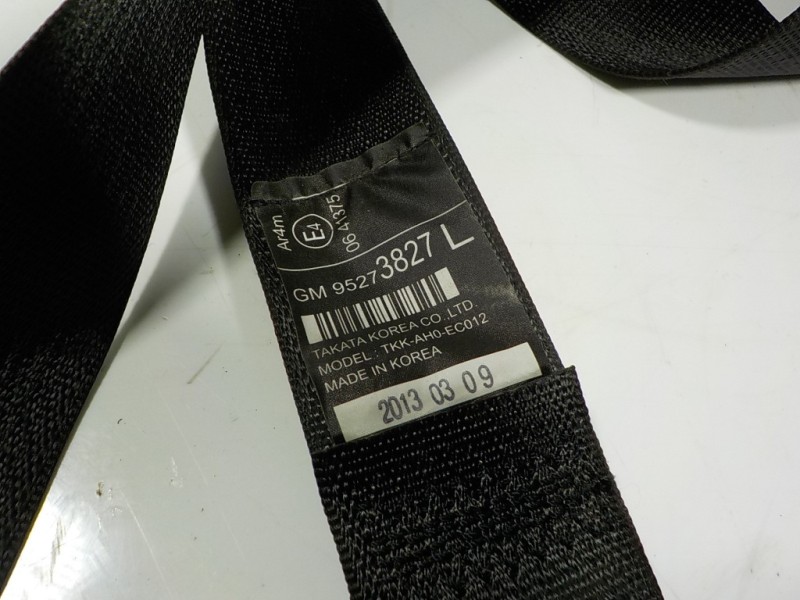 Ar4m
E4
06 41375
GM 95273827 L
TAKATA KOREA CO.,LTD.
MODEL : TKK-AH0-EC012
MADE IN KOREA
2013 03 09